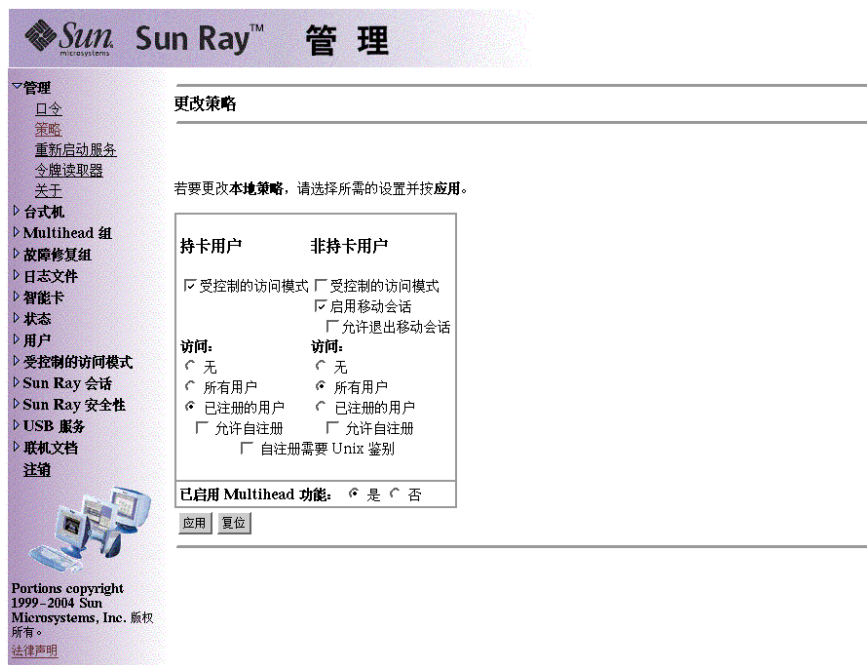 Sun microsystems Sun Ray™ 管 理
管理
口令
策略
重新启动服务
令牌读取器
关于
台式机
Multihead 组
故障修复组
日志文件
智能卡
状态
用户
受控制的访问模式
Sun Ray 会话
Sun Ray 安全性
USB 服务
联机文档
注销
Portions copyright
1999-2004 Sun
Microsystems, Inc. 版权
所有。
法律声明
更改策略
若要更改本地策略，请选择所需的设置并按应用。
持卡用户 非持卡用户
受控制的访问模式 受控制的访问模式
启用移动会话
允许退出移动会话
访问： 访问：
无 无
所有用户 所有用户
已注册的用户 已注册的用户
允许自注册 允许自注册
自注册需要 Unix 鉴别
已启用 Multihead 功能： 是 否
应用 复位